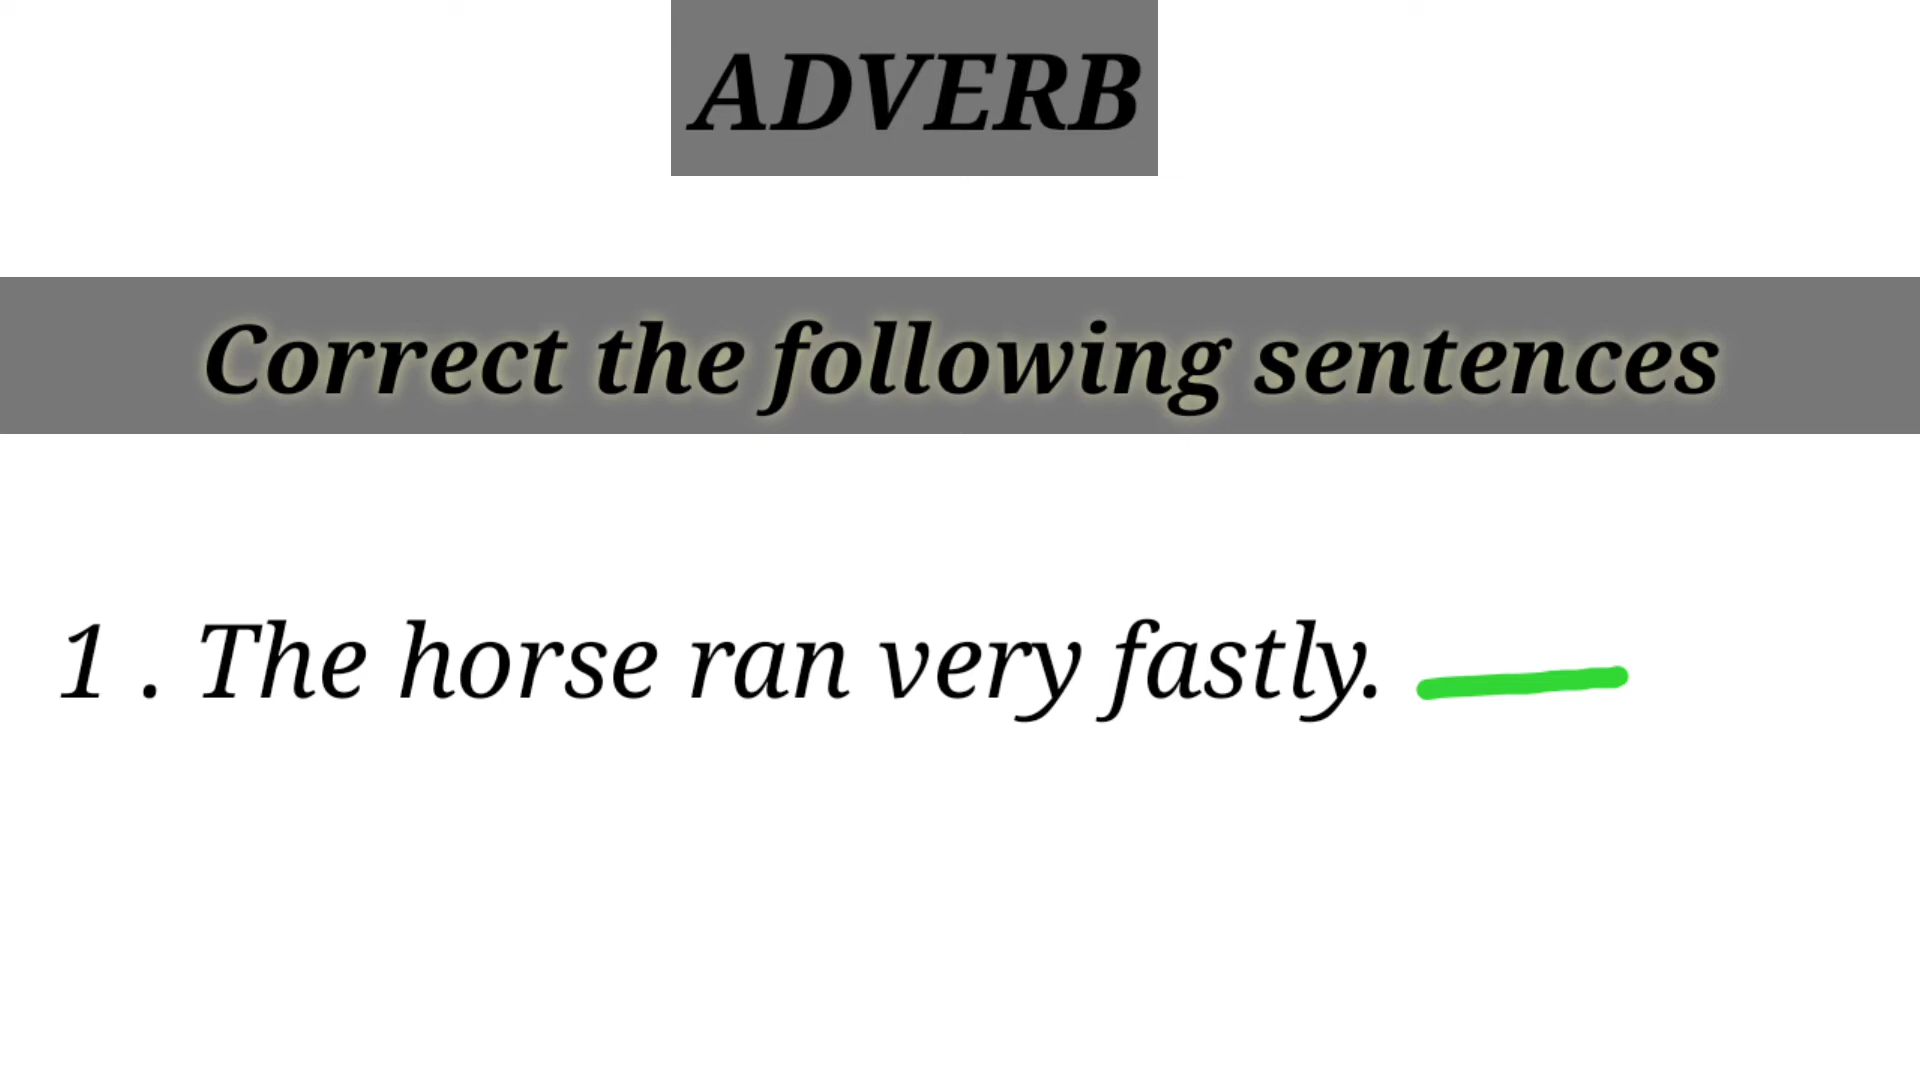 ADVERB
Correct the following sentences
1 . The horse ran very fastly.